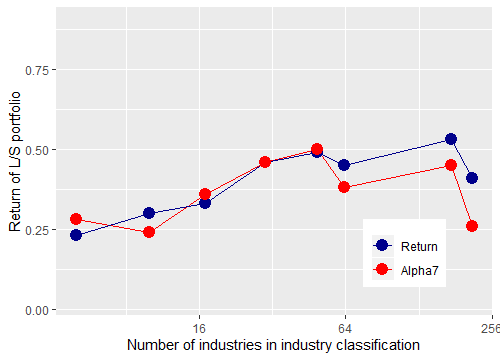 0.75
0.50
0.25
0.00
Return of L/S portfolio
Return
Alpha7
16
64
256
Number of industries in industry classification